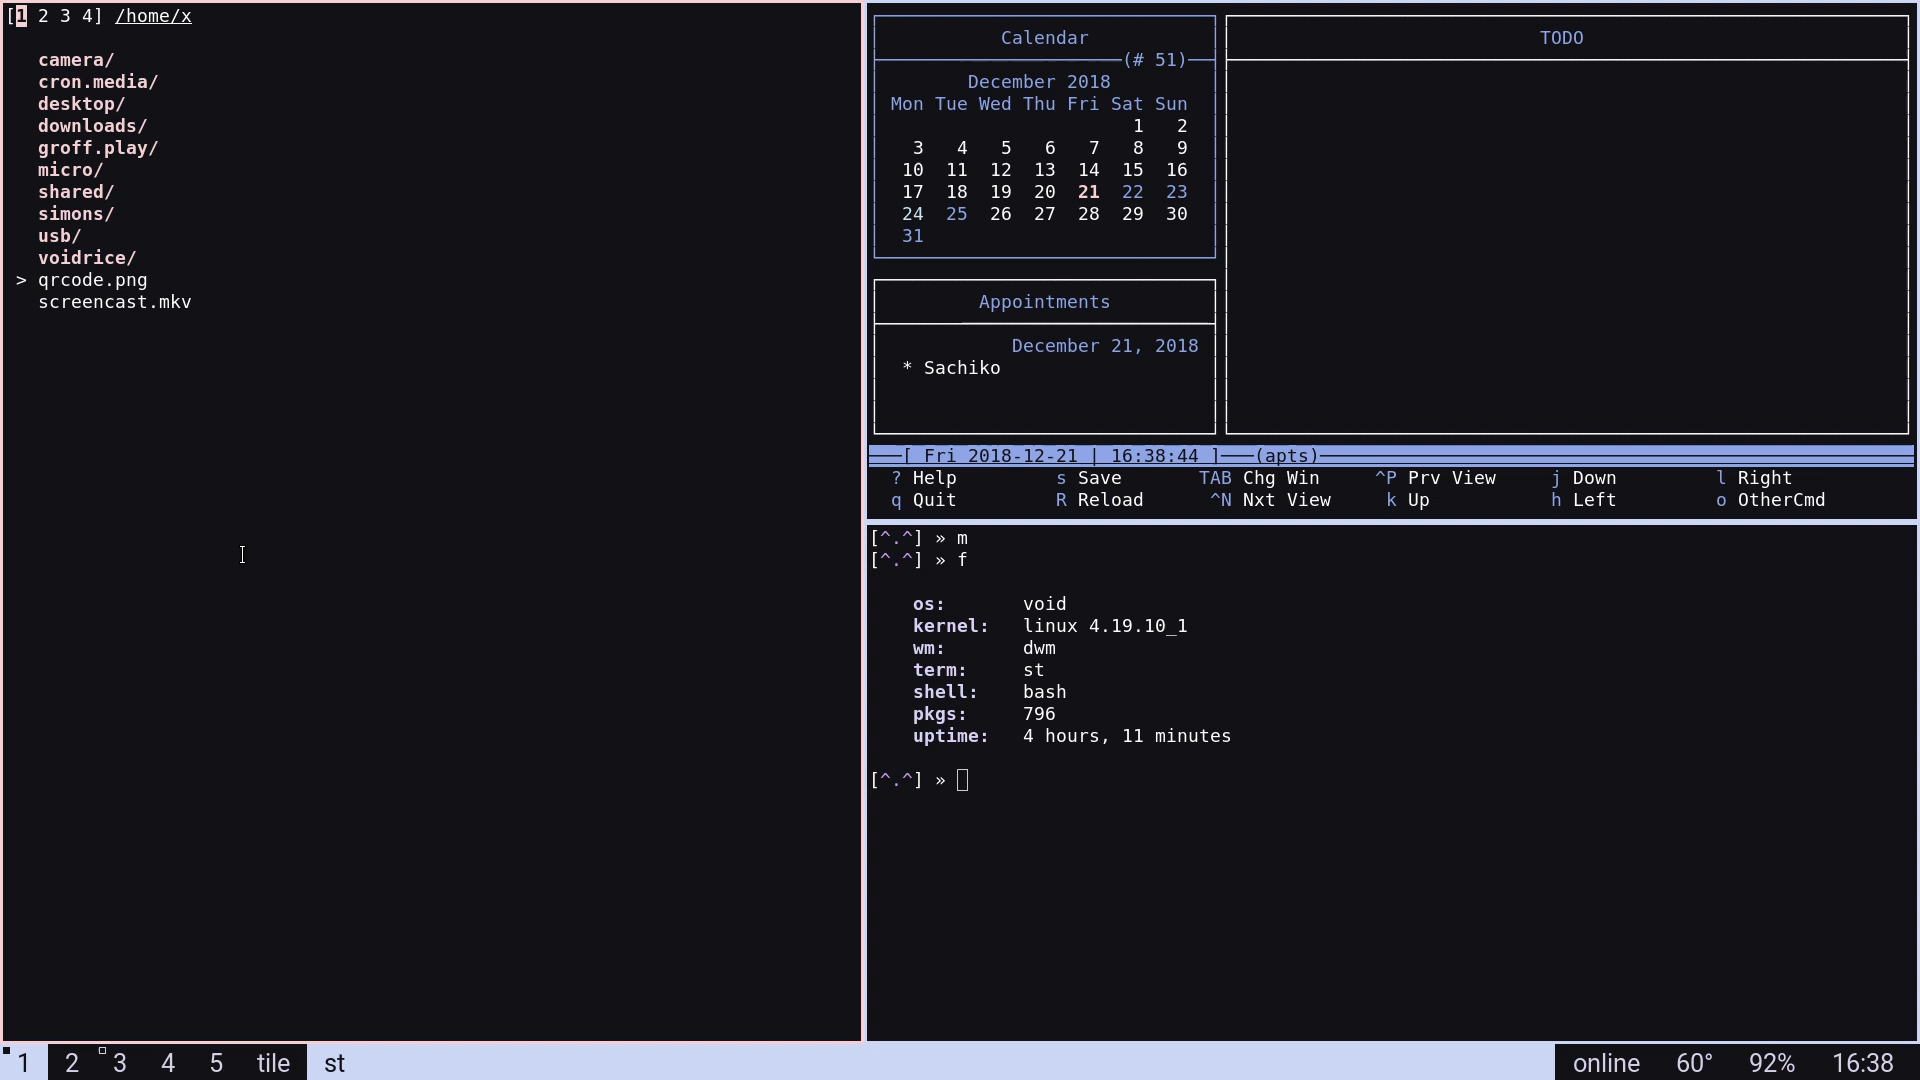 [1 2 3 4] /home/x
camera/
cron.media/
desktop/
downloads/
groff.play/
micro/
shared/
simons/
usb/
voidrice/
> qrcode.png
screencast.mkv
Calendar
(# 51)
December 2018
Mon Tue Wed Thu Fri Sat Sun
1 2
3 4 5 6 7 8 9
10 11 12 13 14 15 16
17 18 19 20 21 22 23
24 25 26 27 28 29 30
31
Appointments
December 21, 2018
* Sachiko
TODO
[ Fri 2018-12-21 | 16:38:44 ] (apts)
? Help s Save TAB Chg Win ^P Prv View j Down l Right
q Quit R Reload ^N Nxt View k Up h Left o OtherCmd
[^.^] » m
[^.^] » f
os: void
kernel: linux 4.19.10_1
wm: dwm
term: st
shell: bash
pkgs: 796
uptime: 4 hours, 11 minutes
[^.^] »
1 2 3 4 5 tile st online 60° 92% 16:38